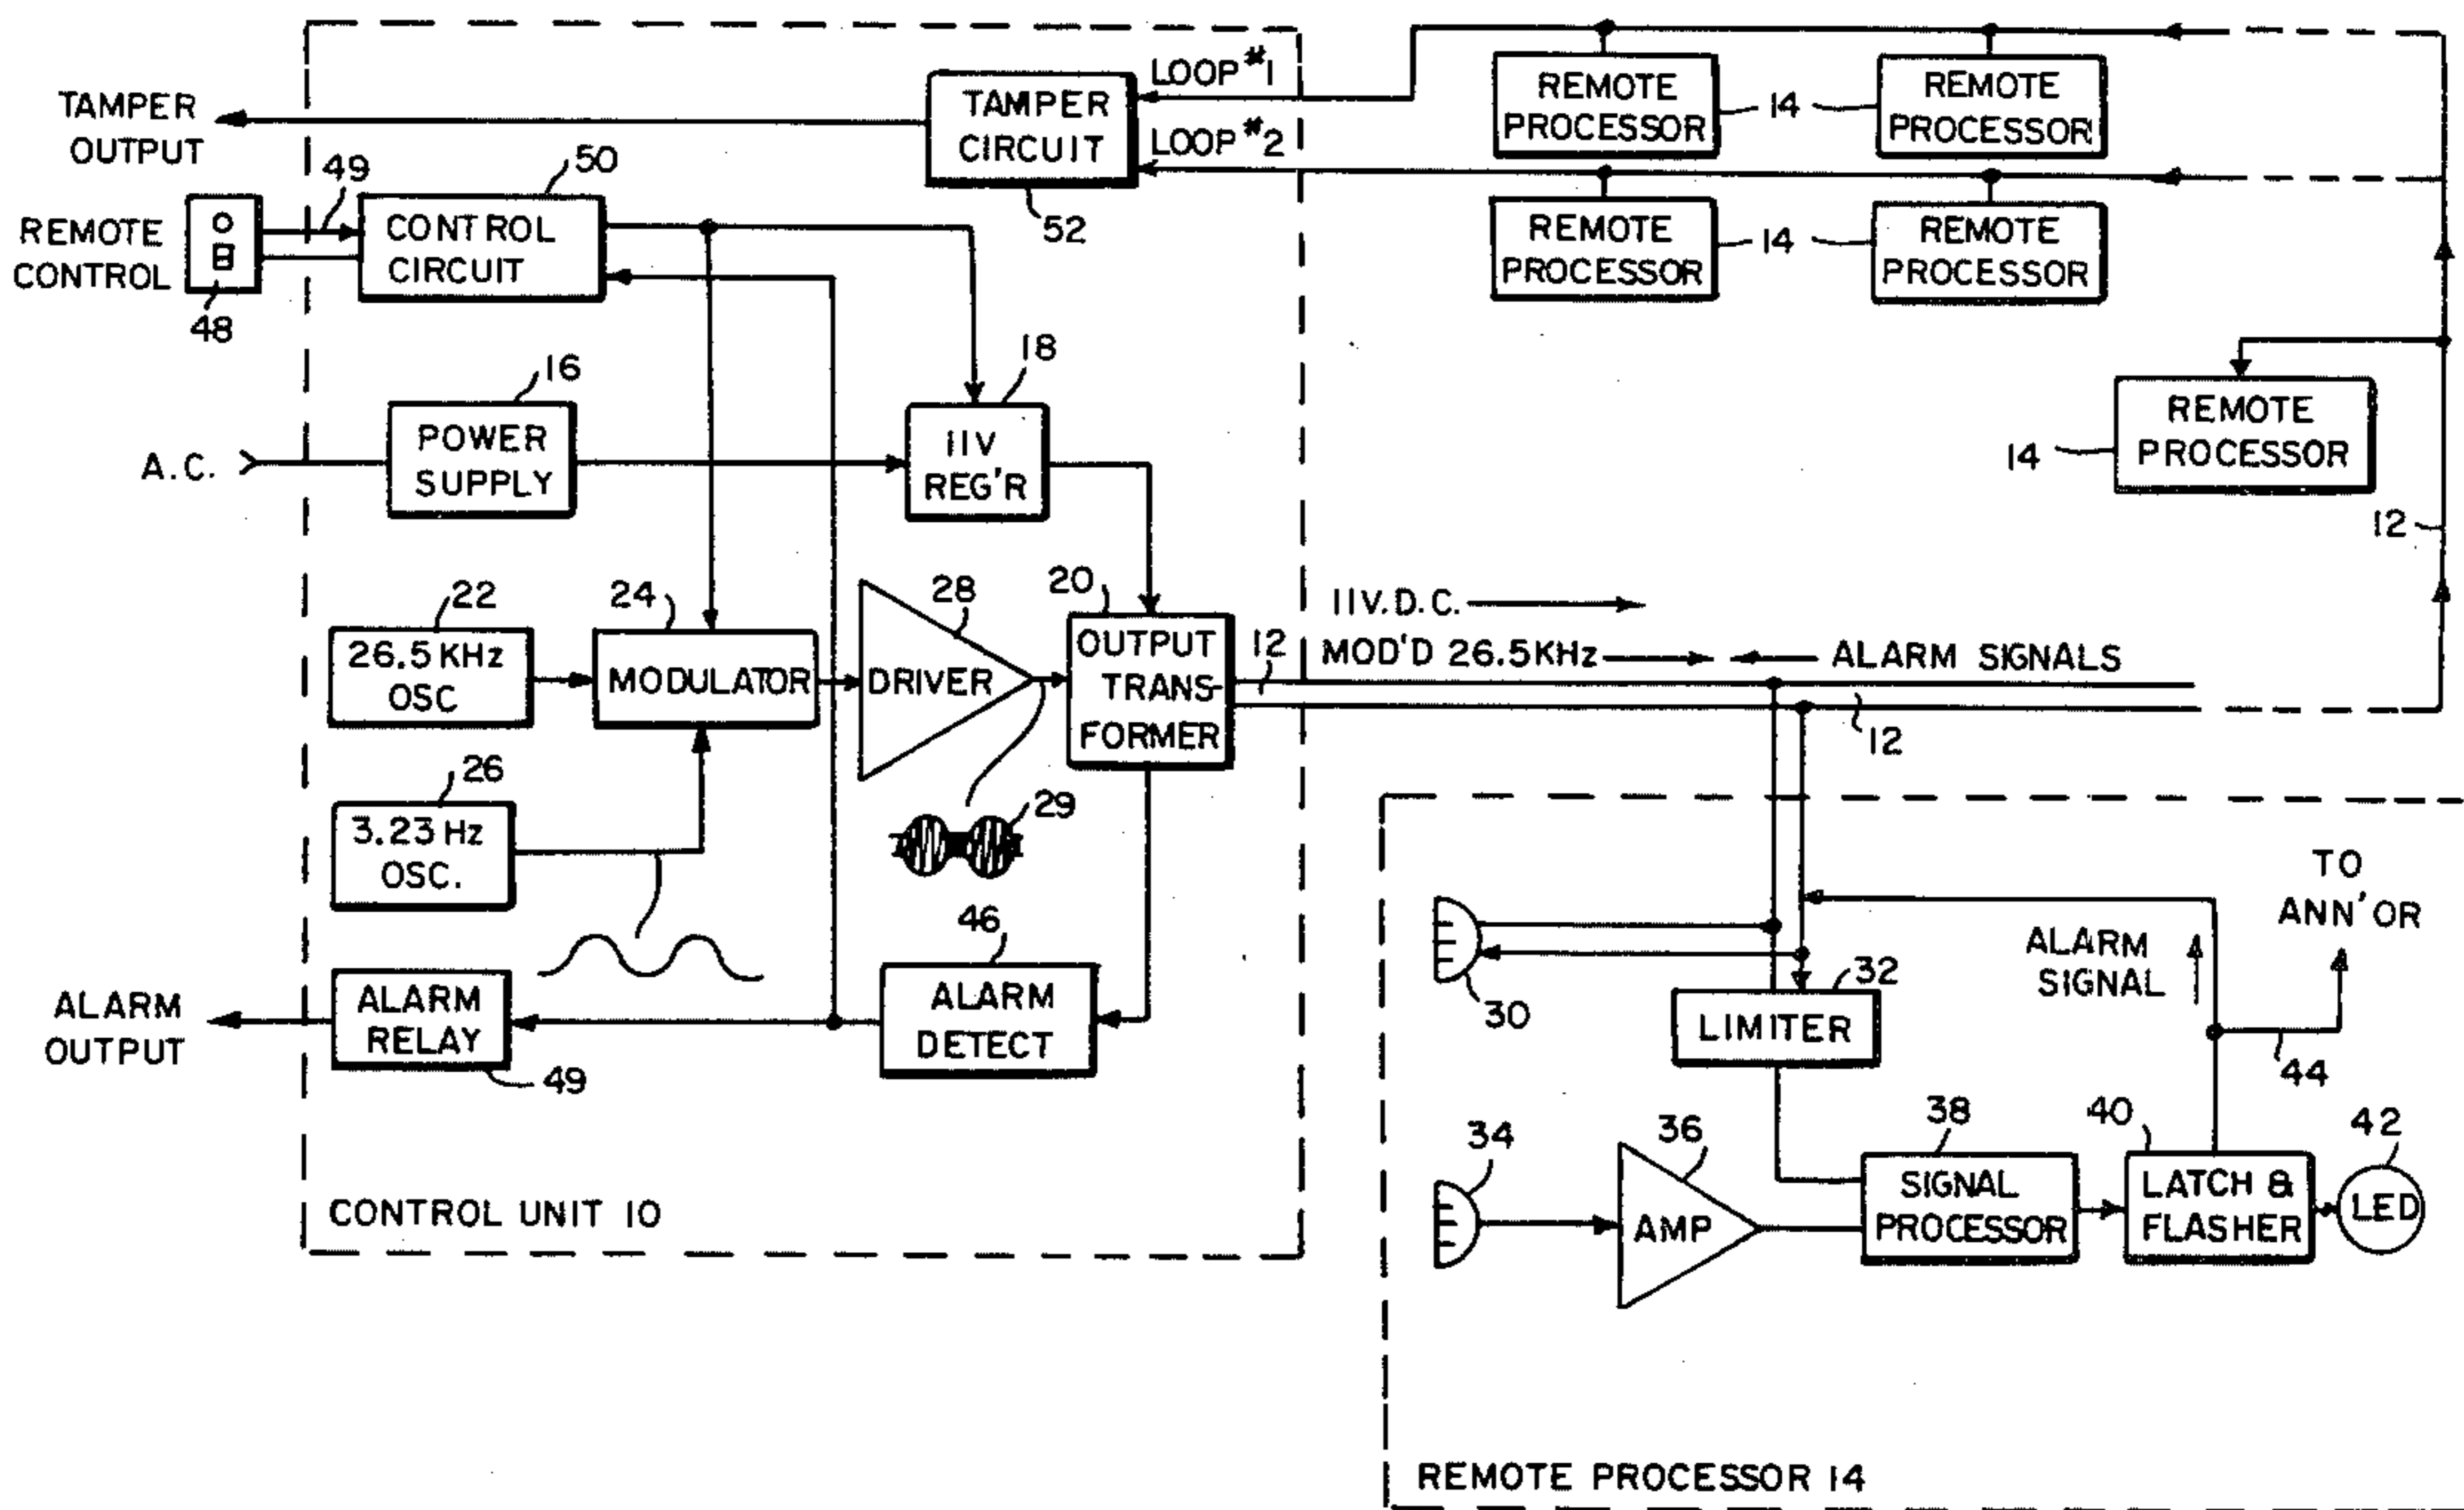 TAMPER
OUTPUT
TAMPER
CIRCUIT
52
LOOP #1
LOOP #2
REMOTE
PROCESSOR
14
REMOTE
PROCESSOR
REMOTE
PROCESSOR
14
REMOTE
PROCESSOR
REMOTE
CONTROL
48
49
50
CONTROL
CIRCUIT
16
A.C.
POWER
SUPPLY
18
11V
REG'R
14
REMOTE
PROCESSOR
12
22
26.5 KHz
OSC
24
MODULATOR
28
DRIVER
20
OUTPUT
TRANS-
FORMER
12
11V.D.C.
MOD'D 26.5KHz
ALARM SIGNALS
12
26
3.23 Hz
OSC.
29
ALARM
OUTPUT
ALARM
RELAY
49
46
ALARM
DETECT
CONTROL UNIT 10
30
32
LIMITER
ALARM
SIGNAL
TO
ANN'OR
44
34
36
AMP
38
SIGNAL
PROCESSOR
40
LATCH &
FLASHER
42
LED
REMOTE PROCESSOR 14